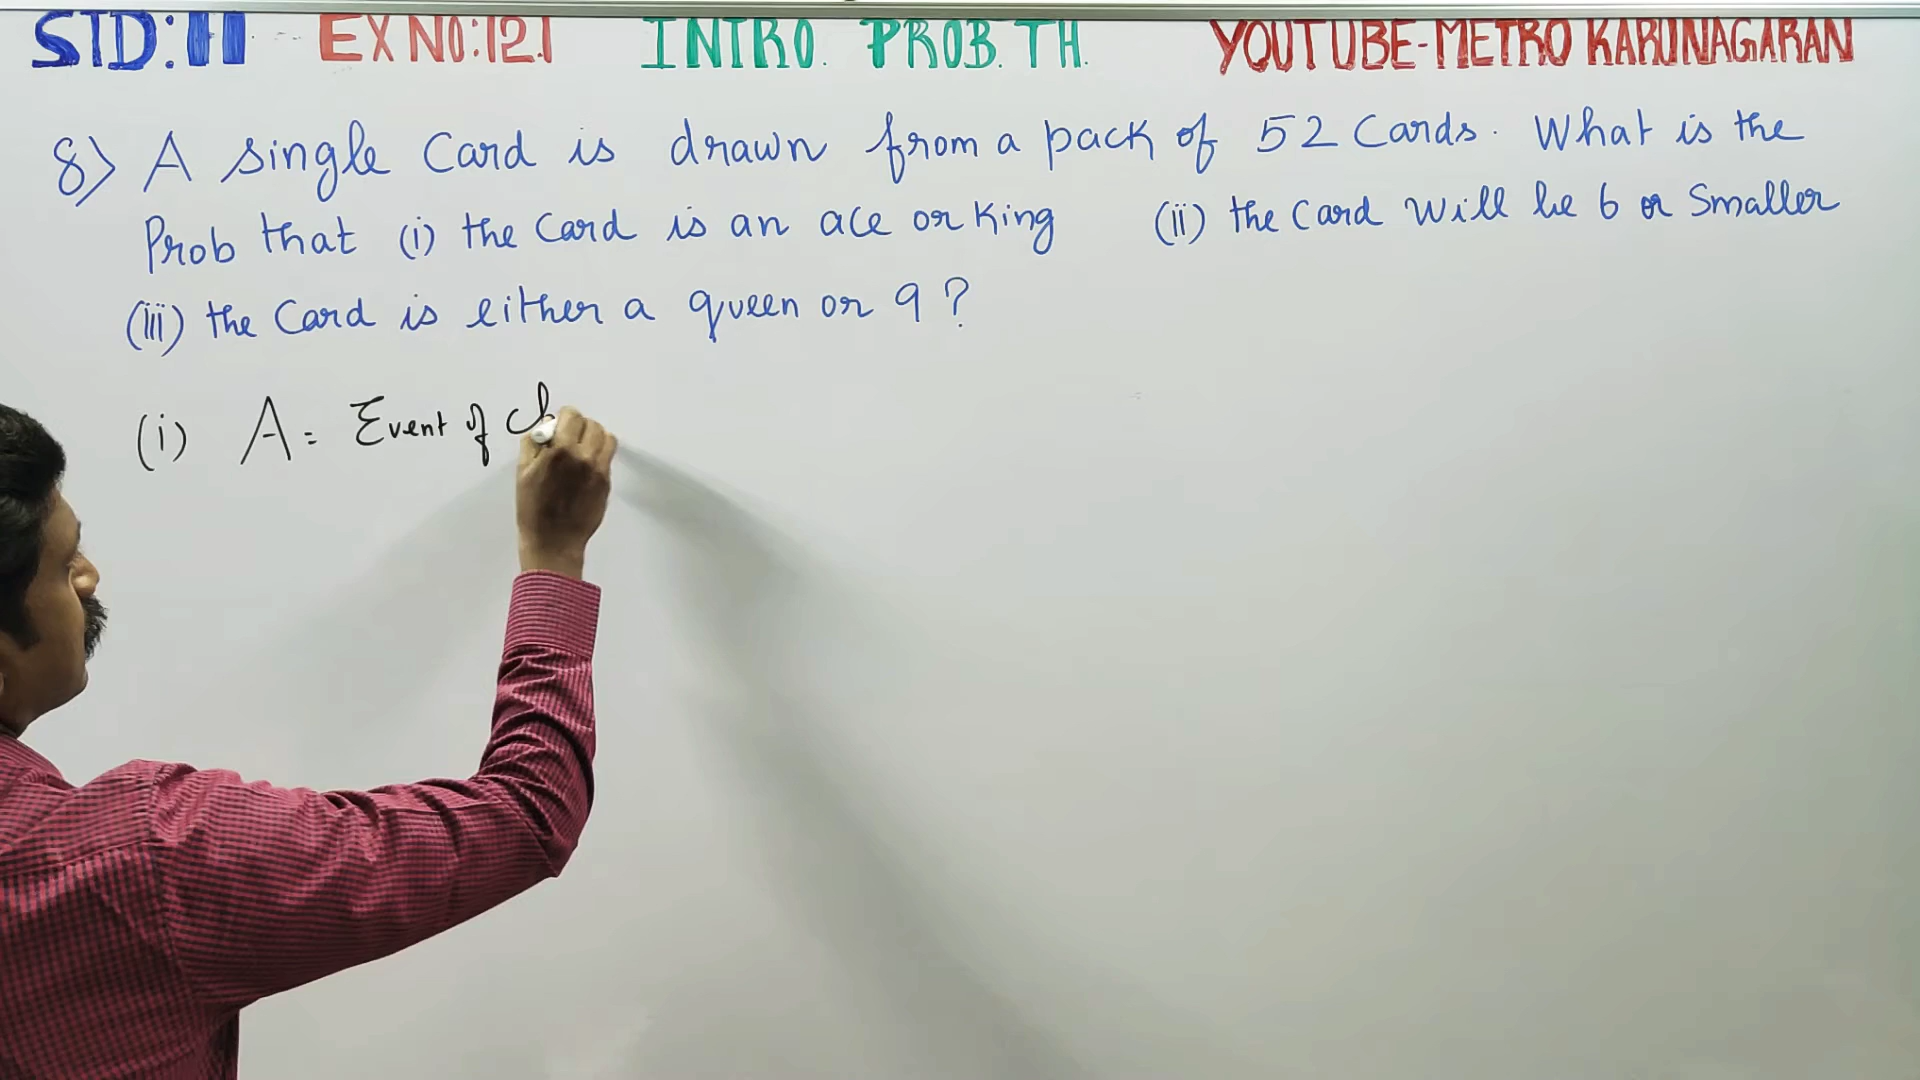 STD:11 EX NO:12.1 INTRO. PROB. TH. YOUTUBE-METRO KARUNAGARAN
8) A single Card is drawn from a pack of 52 Cards. What is the
Prob that (i) the Card is an ace or King (ii) the Card Will be 6 or Smaller
(iii) the Card is either a queen or 9?
(i) A = Event of ch